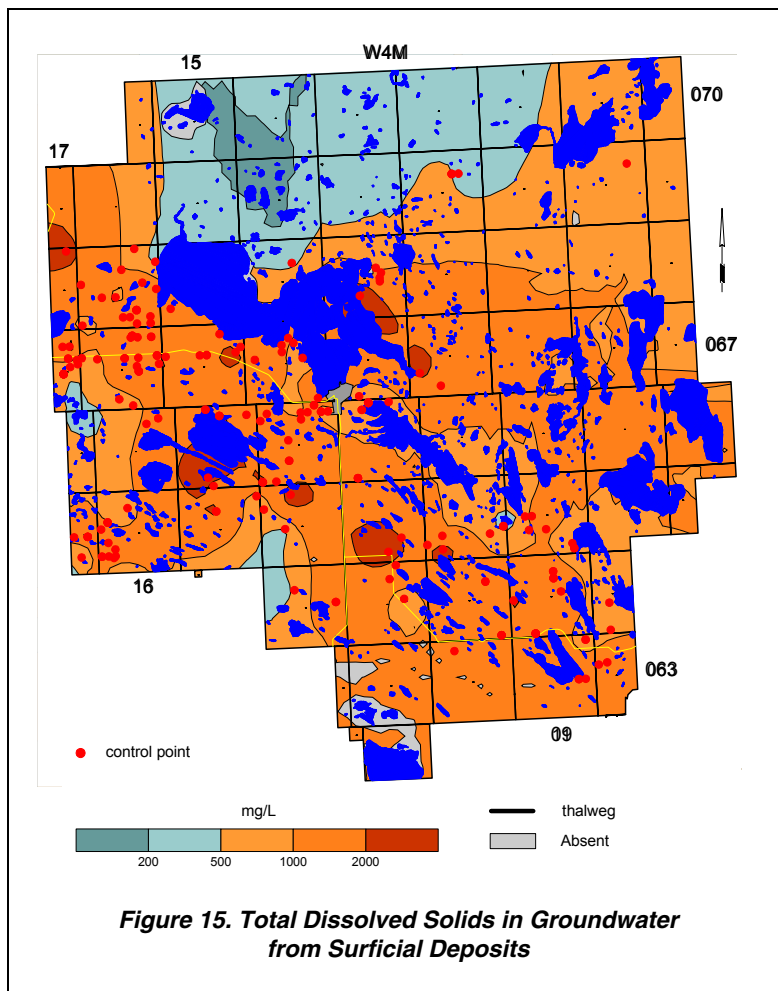 W4M
15
070
17
067
16
063
09
control point
mg/L
200 500 1000 2000
thalweg
Absent
Figure 15. Total Dissolved Solids in Groundwater
from Surficial Deposits